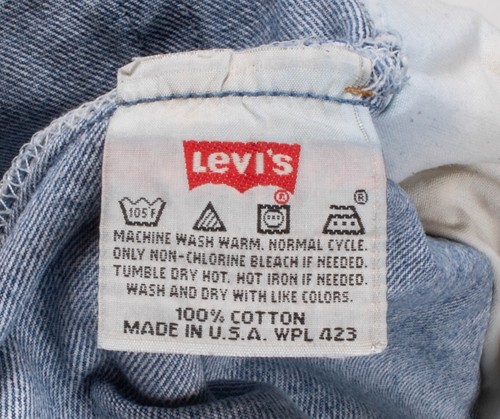 Levi's
®
105F ®
MACHINE WASH WARM. NORMAL CYCLE.
ONLY NON-CHLORINE BLEACH IF NEEDED.
TUMBLE DRY HOT. HOT IRON IF NEEDED.
WASH AND DRY WITH LIKE COLORS.
100% COTTON
MADE IN U.S.A. WPL 423